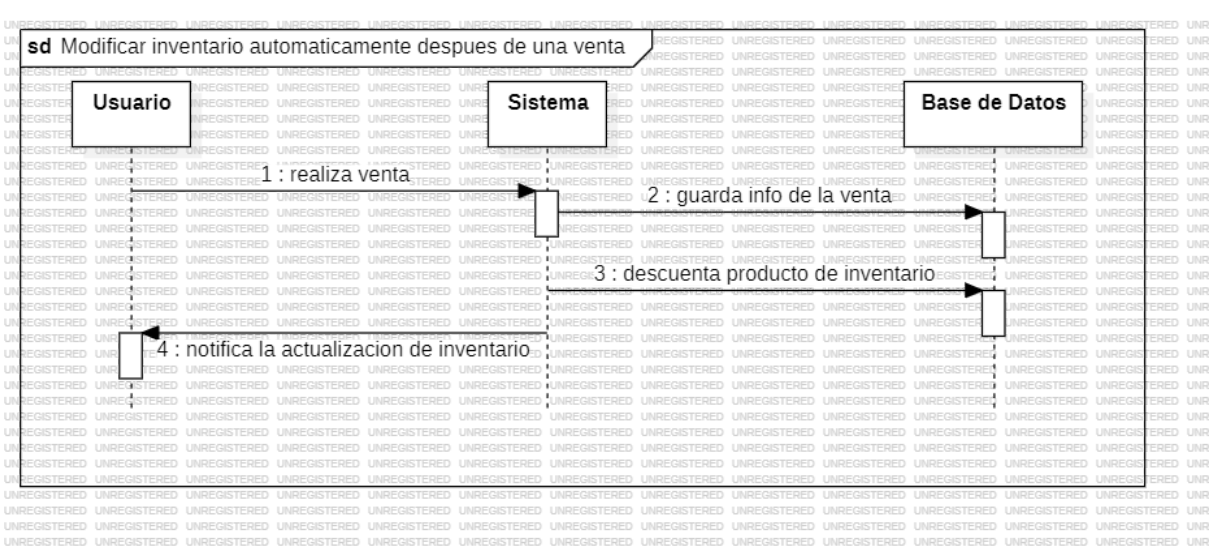 sd Modificar inventario automaticamente despues de una venta
Usuario
Sistema
Base de Datos
1 : realiza venta
2 : guarda info de la venta
3 : descuenta producto de inventario
4 : notifica la actualizacion de inventario
UNREGISTERED